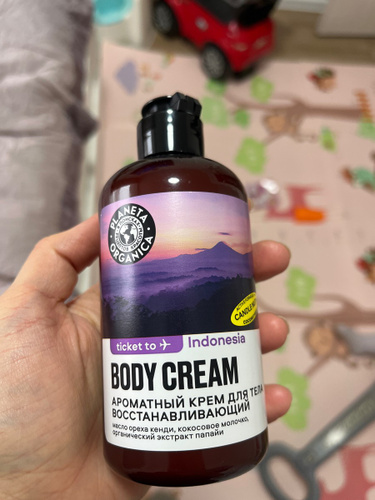 PLANETA
ORGANICA
CANDLE
ticket to
Indonesia
BODY CREAM
АРОМАТНЫЙ КРЕМ ДЛЯ ТЕЛА
ВОССТАНАВЛИВАЮЩИЙ
масло ореха кенди, кокосовое молочко,
органический экстракт папайи